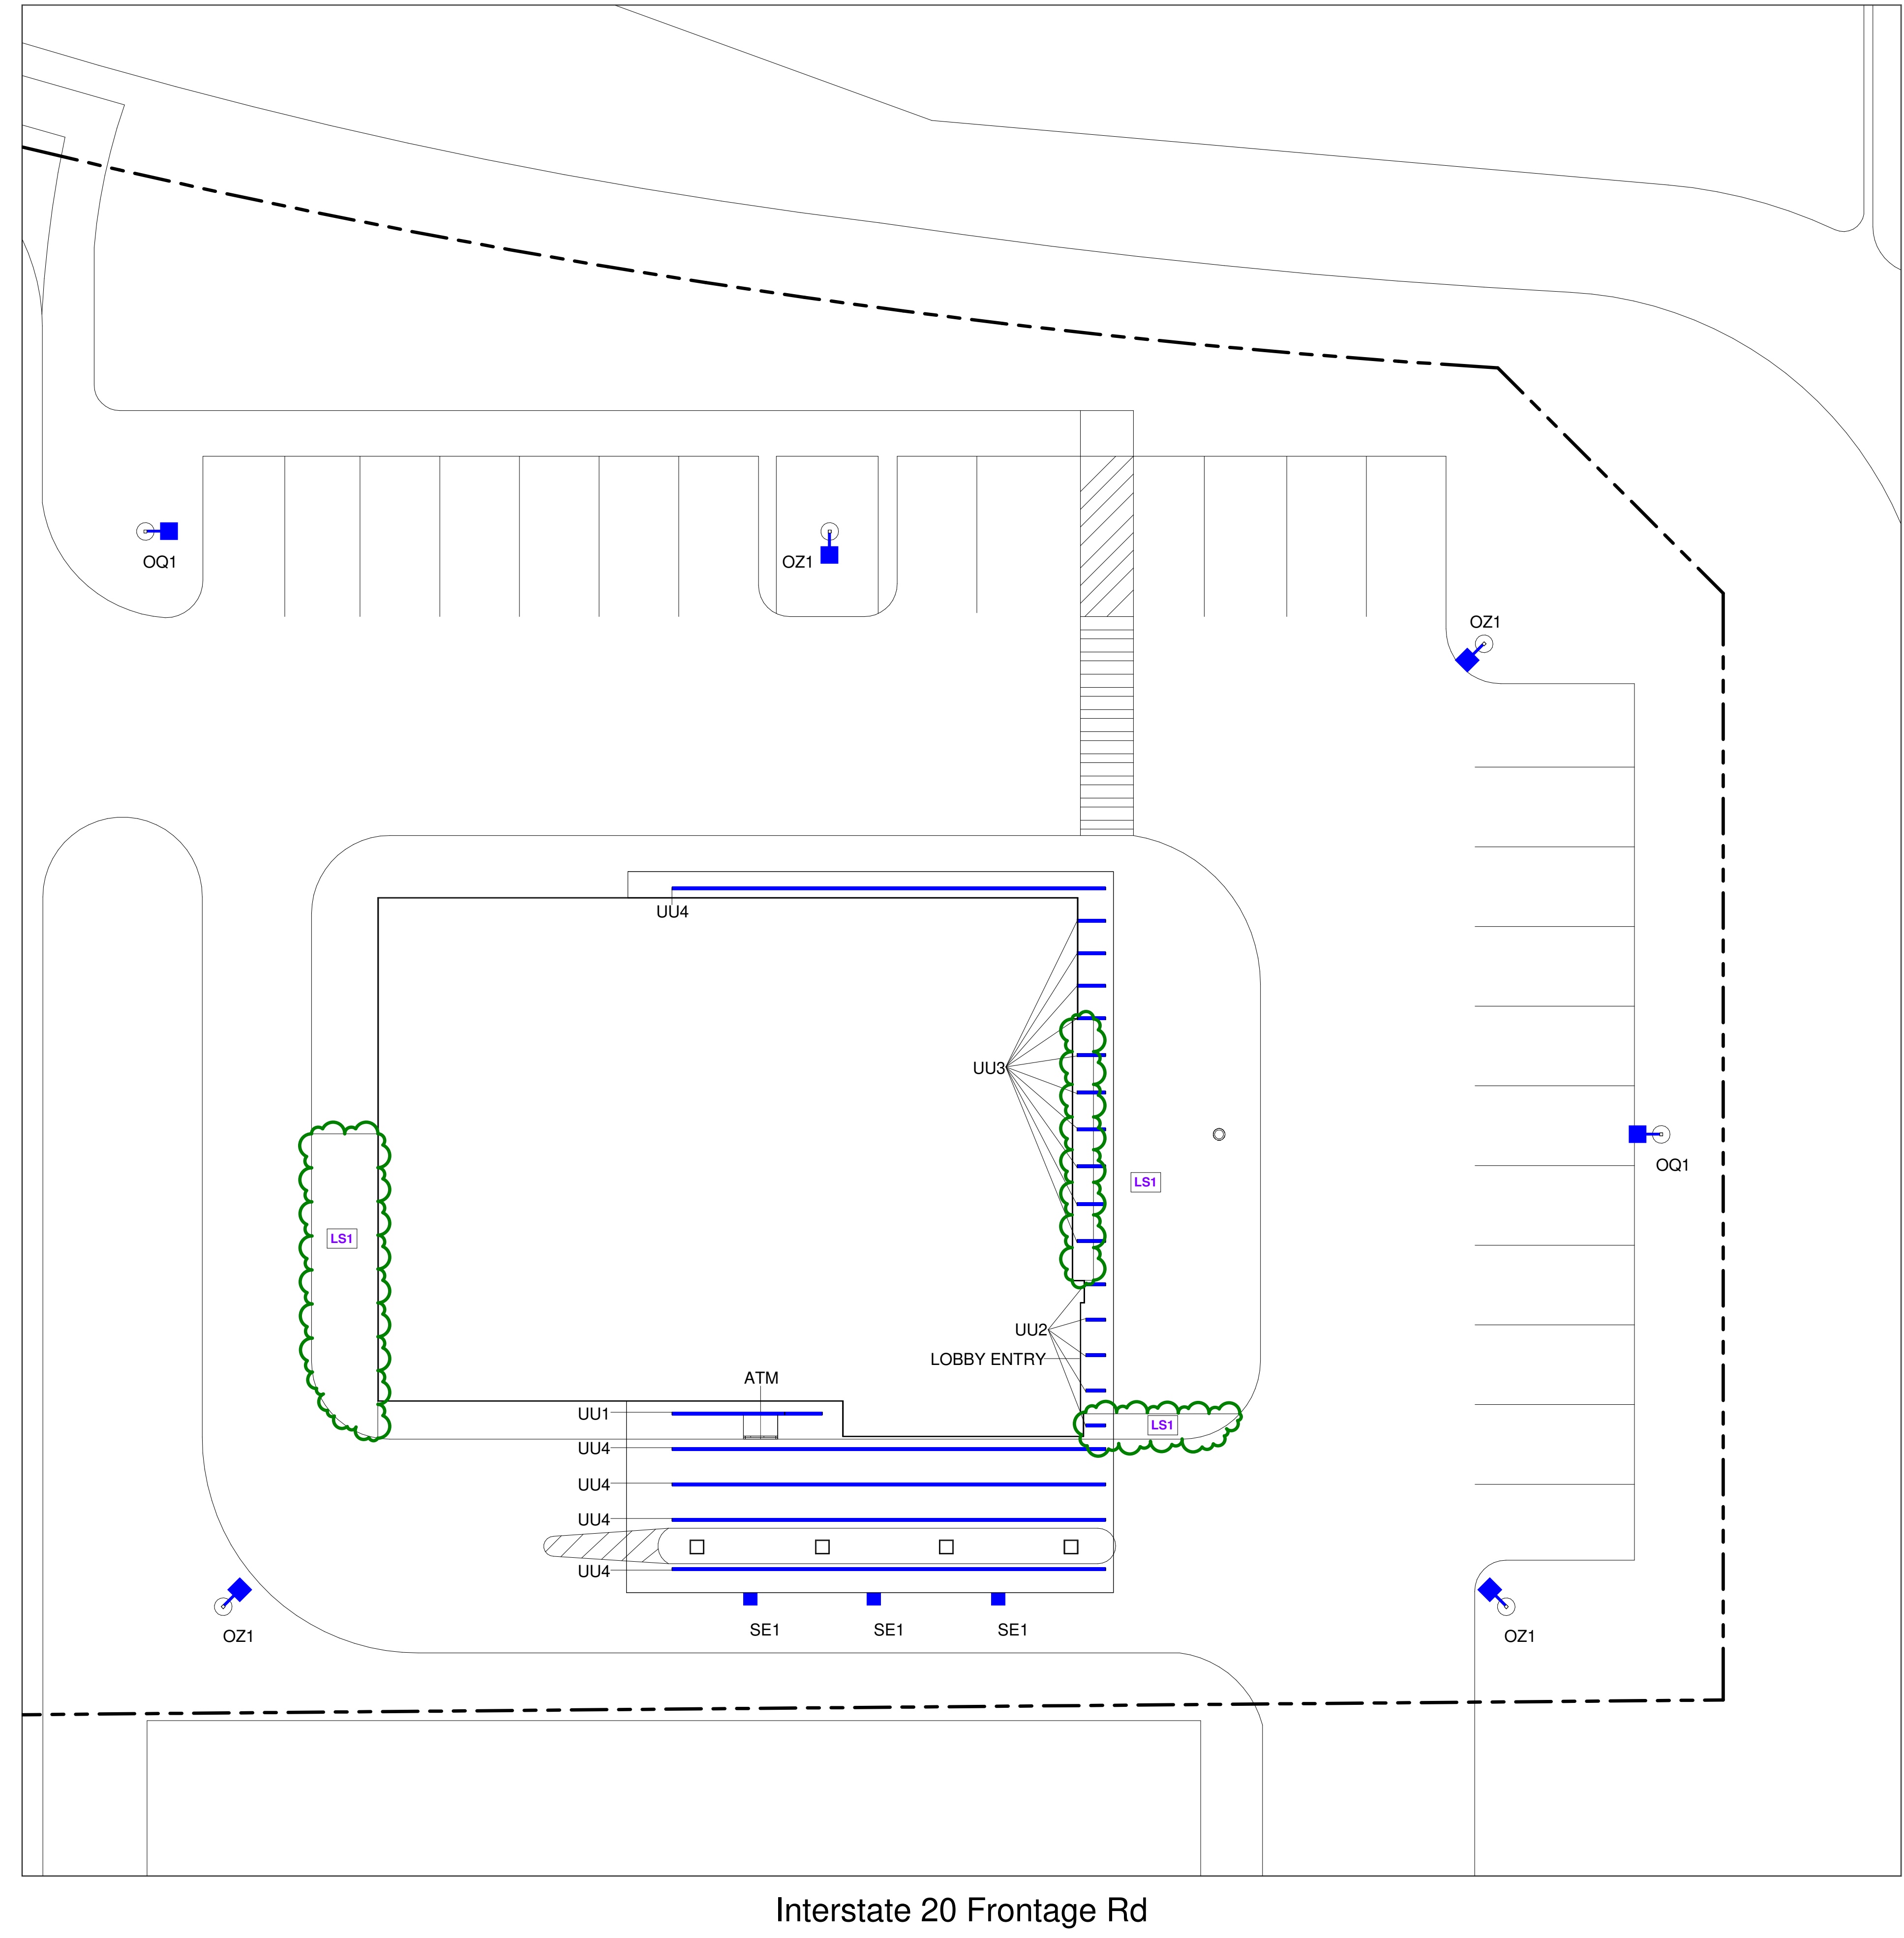 OQ1
OZ1
OZ1
UU4
UU3
OQ1
LS1
LS1
UU2
LOBBY ENTRY
ATM
UU1
LS1
UU4
UU4
UU4
UU4
SE1
SE1
SE1
OZ1
OZ1
Interstate 20 Frontage Rd